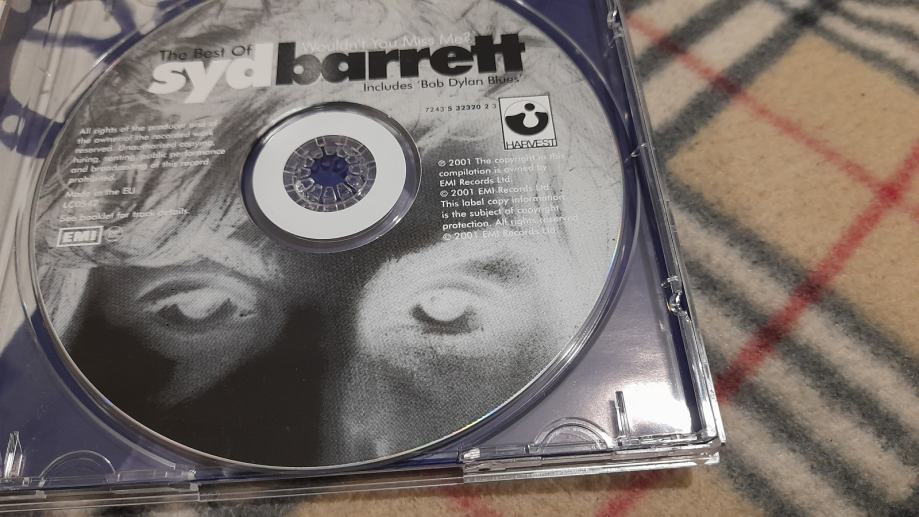 The Best Of Wouldn't You Miss Me?
syd barrett
Includes 'Bob Dylan Blues'
7243 5 32320 2 3
HARVEST
All rights of the producer and of
the owner of the recorded work
reserved. Unauthorised copying,
hiring, renting, public performance
and broadcasting of this record
prohibited.
Made in the EU
LC0542
See booklet for track details.
EMI
℗ 2001 The copyright in this
compilation is owned by
EMI Records Ltd.
© 2001 EMI Records Ltd.
This label copy information
is the subject of copyright
protection. All rights reserved.
© 2001 EMI Records Ltd.